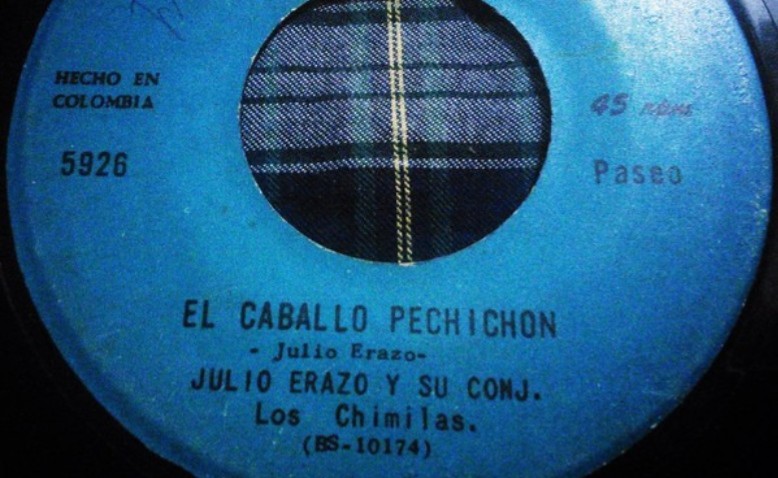 HECHO EN
COLOMBIA
5926
45 rpm
Paseo
EL CABALLO PECHICHON
- Julio Erazo-
JULIO ERAZO Y SU CONJ.
Los Chimilas.
(BS-10174)